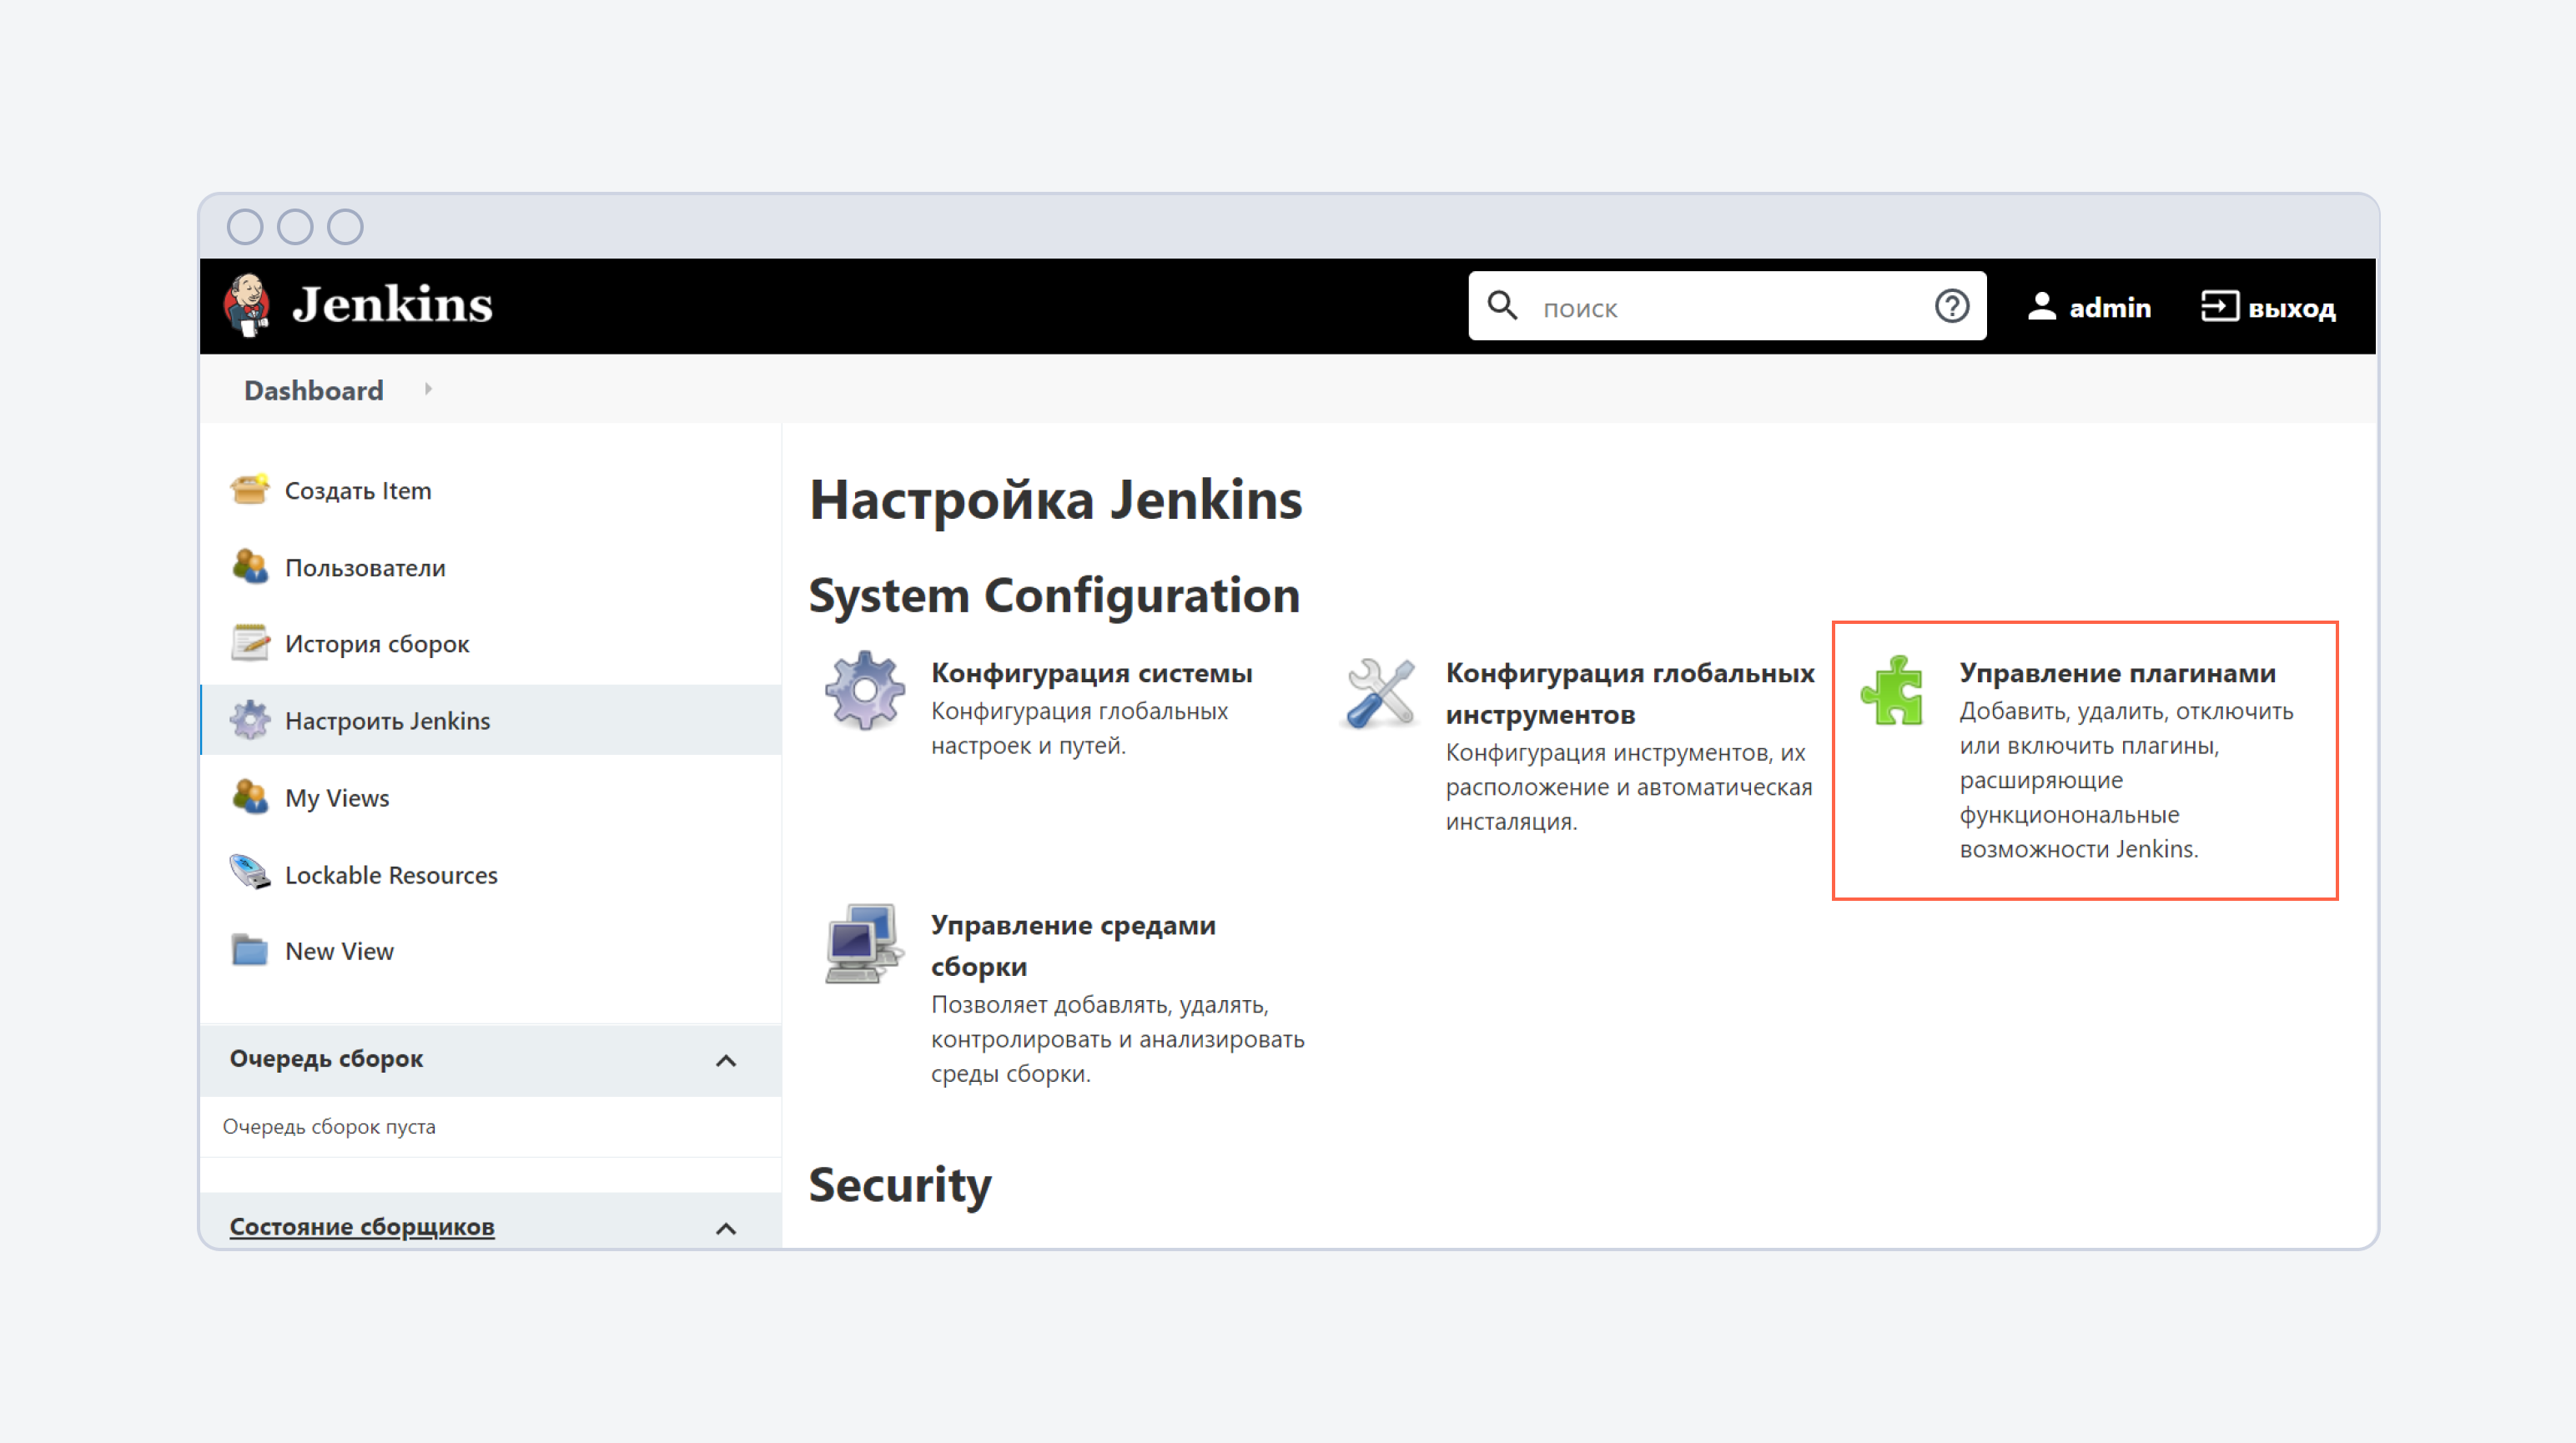 Jenkins
поиск
admin
выход
Dashboard
Создать Item
Пользователи
История сборок
Настроить Jenkins
My Views
Lockable Resources
New View
Очередь сборок
Очередь сборок пуста
Состояние сборщиков
Настройка Jenkins
System Configuration
Конфигурация системы
Конфигурация глобальных
настроек и путей.
Конфигурация глобальных
инструментов
Конфигурация инструментов, их
расположение и автоматическая
инсталяция.
Управление плагинами
Добавить, удалить, отключить
или включить плагины,
расширяющие
функционональные
возможности Jenkins.
Управление средами
сборки
Позволяет добавлять, удалять,
контролировать и анализировать
среды сборки.
Security